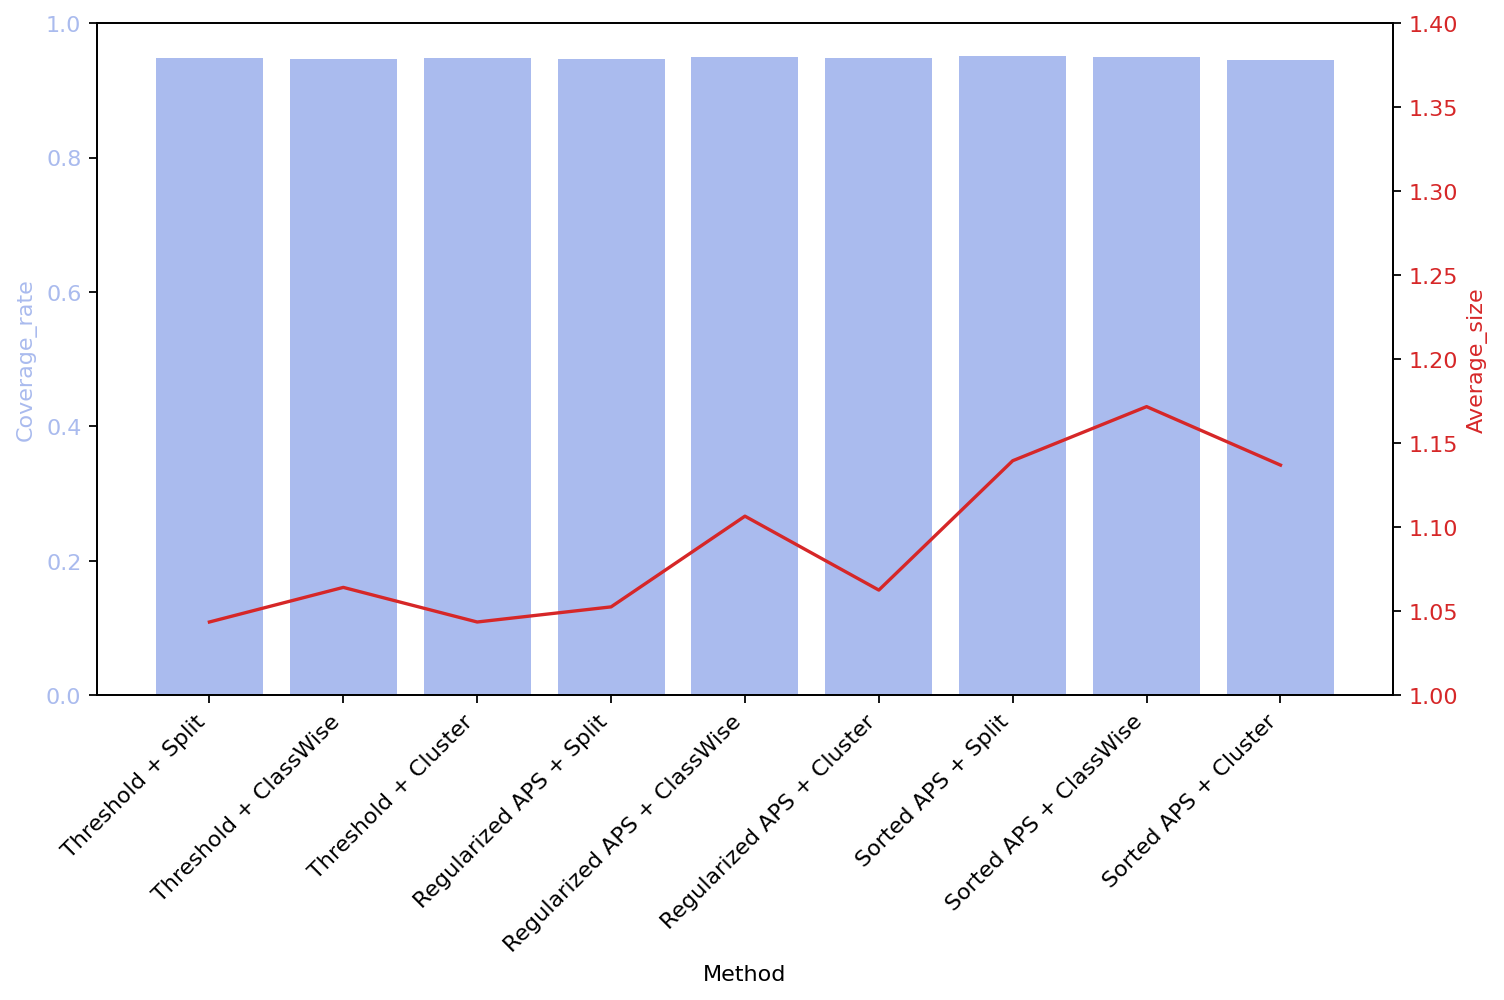 1.0
0.8
0.6
0.4
0.2
0.0
Coverage_rate
1.40
1.35
1.30
1.25
1.20
1.15
1.10
1.05
1.00
Average_size
Threshold + Split
Threshold + ClassWise
Threshold + Cluster
Regularized APS + Split
Regularized APS + ClassWise
Regularized APS + Cluster
Sorted APS + Split
Sorted APS + ClassWise
Sorted APS + Cluster
Method